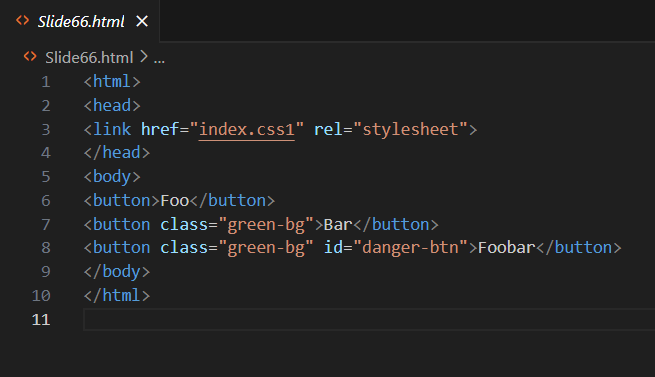 <> Slide66.html ×
<> Slide66.html > ...
1 <html>
2 <head>
3 <link href="index.css1" rel="stylesheet">
4 </head>
5 <body>
6 <button>Foo</button>
7 <button class="green-bg">Bar</button>
8 <button class="green-bg" id="danger-btn">Foobar</button>
9 </body>
10 </html>
11